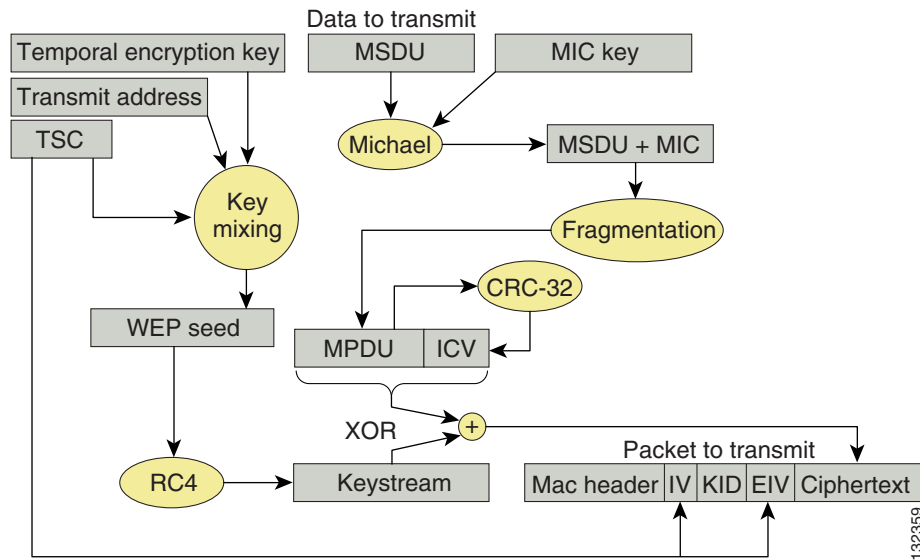 Data to transmit
Temporal encryption key
MSDU
MIC key
Transmit address
TSC
Michael
MSDU + MIC
Key
mixing
Fragmentation
CRC-32
WEP seed
MPDU
ICV
XOR
+
Packet to transmit
RC4
Keystream
Mac header
IV
KID
EIV
Ciphertext
132359